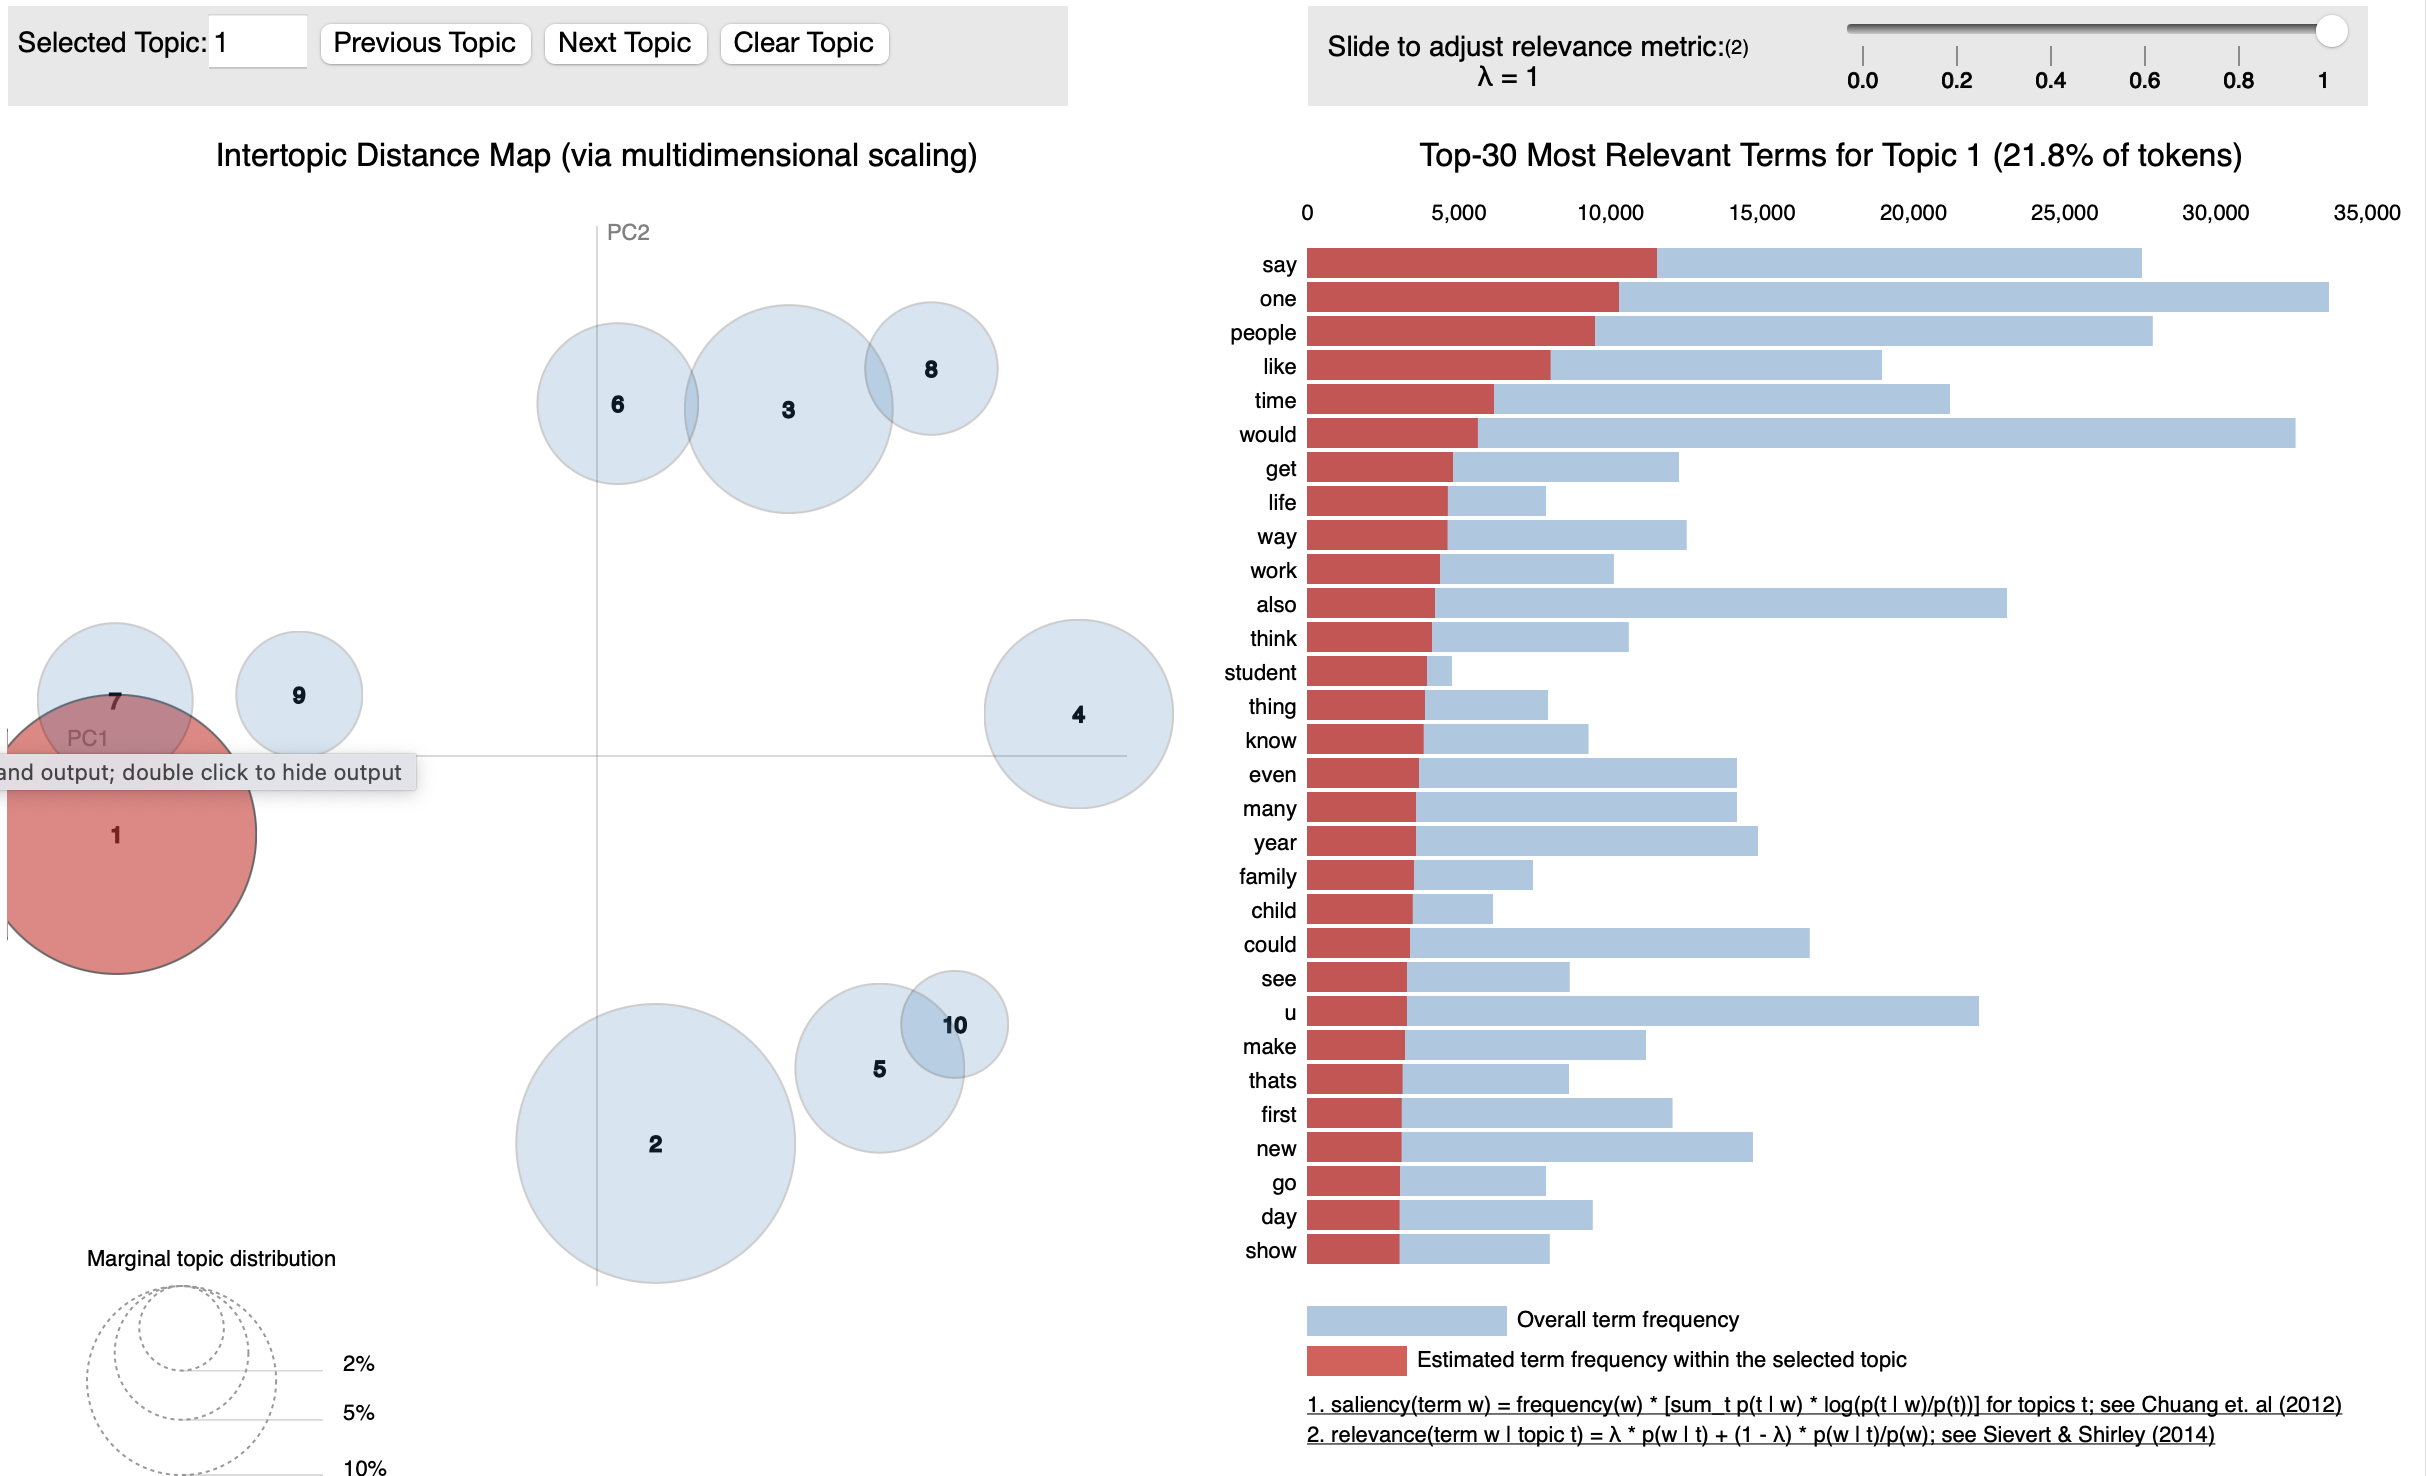 Selected Topic: 1 Previous Topic Next Topic Clear Topic
Slide to adjust relevance metric:(2)
λ = 1
0.0 0.2 0.4 0.6 0.8 1
Intertopic Distance Map (via multidimensional scaling)
PC2
6
3
8
7
9
4
PC1
and output; double click to hide output
1
10
5
2
Marginal topic distribution
2%
5%
10%
Top-30 Most Relevant Terms for Topic 1 (21.8% of tokens)
0 5,000 10,000 15,000 20,000 25,000 30,000 35,000
say
one
people
like
time
would
get
life
way
work
also
think
student
thing
know
even
many
year
family
child
could
see
u
make
thats
first
new
go
day
show
Overall term frequency
Estimated term frequency within the selected topic
1. saliency(term w) = frequency(w) * [sum_t p(t | w) * log(p(t | w)/p(t))] for topics t; see Chuang et. al (2012)
2. relevance(term w | topic t) = λ * p(w | t) + (1 - λ) * p(w | t)/p(w); see Sievert & Shirley (2014)